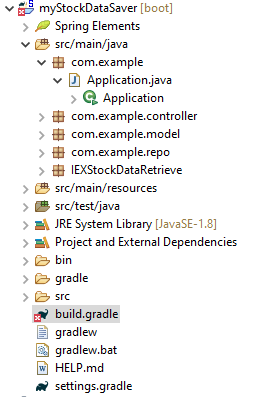 myStockDataSaver [boot]
Spring Elements
src/main/java
com.example
Application.java
Application
com.example.controller
com.example.model
com.example.repo
IEXStockDataRetrieve
src/main/resources
src/test/java
JRE System Library [JavaSE-1.8]
Project and External Dependencies
bin
gradle
src
build.gradle
gradlew
gradlew.bat
HELP.md
settings.gradle